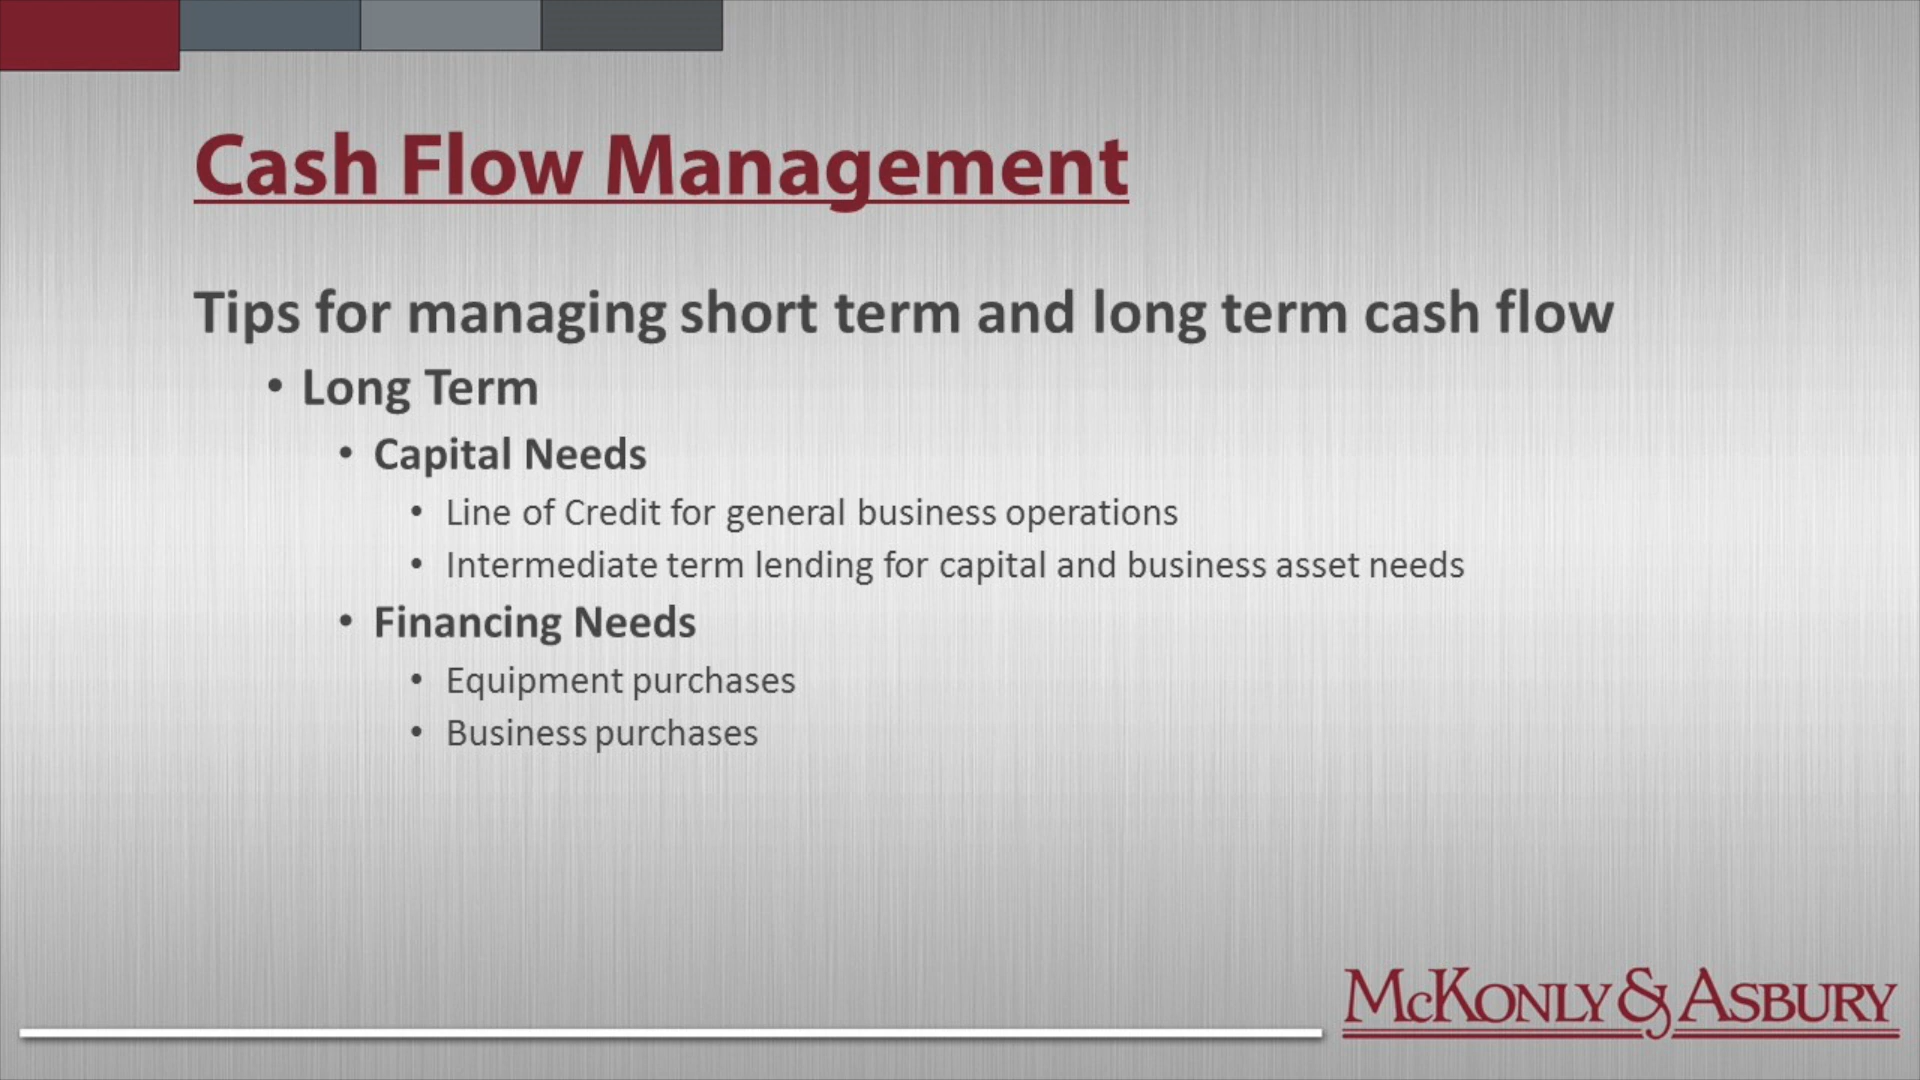 Cash Flow Management
Tips for managing short term and long term cash flow
• Long Term
• Capital Needs
• Line of Credit for general business operations
• Intermediate term lending for capital and business asset needs
• Financing Needs
• Equipment purchases
• Business purchases
McKonly & Asbury